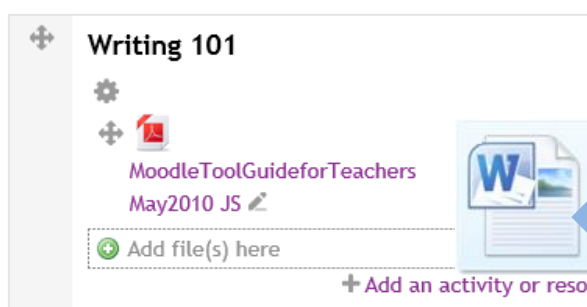 Writing 101
MoodleToolGuideforTeachers
May2010 JS
W
Add file(s) here
Add an activity or reso